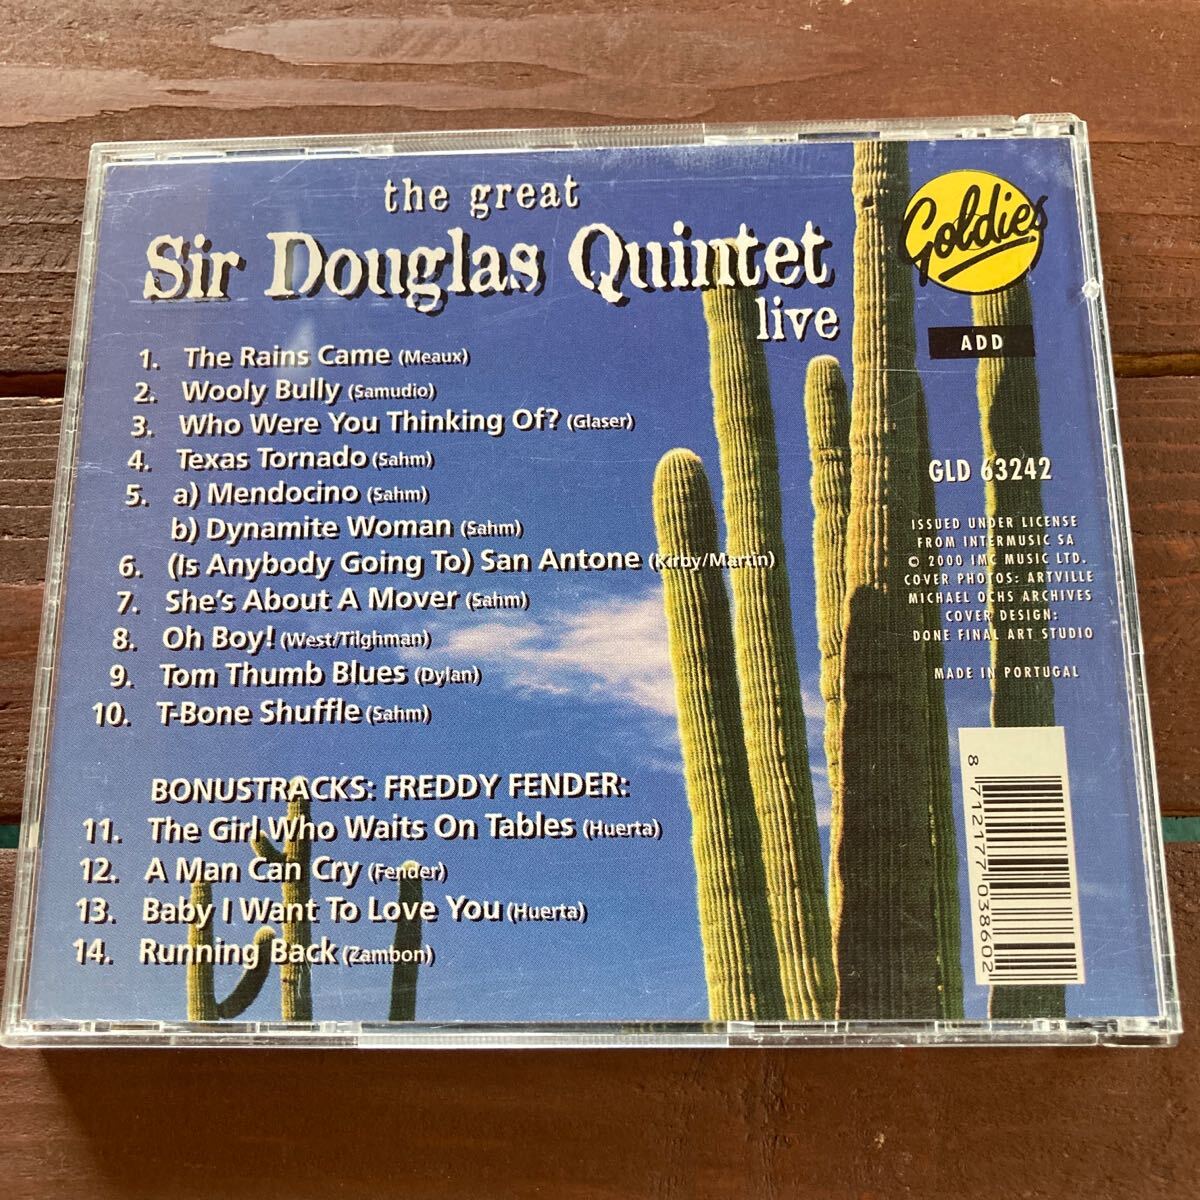 the great
Sir Douglas Quintet
live
1. The Rains Came (Meaux)
2. Wooly Bully (Samudio)
3. Who Were You Thinking Of? (Glaser)
4. Texas Tornado (Sahm)
5. a) Mendocino (Sahm)
b) Dynamite Woman (Sahm)
6. (Is Anybody Going To) San Antone (Kirby/Martin)
7. She's About A Mover (Sahm)
8. Oh Boy! (West/Tilghman)
9. Tom Thumb Blues (Dylan)
10. T-Bone Shuffle (Sahm)
BONUSTRACKS: FREDDY FENDER:
11. The Girl Who Waits On Tables (Huerta)
12. A Man Can Cry (Fender)
13. Baby I Want To Love You (Huerta)
14. Running Back (Zambon)
Goldies
ADD
GLD 63242
ISSUED UNDER LICENSE
FROM INTERMUSIC SA
© 2000 IMC MUSIC LTD.
COVER PHOTOS: ARTVILLE
MICHAEL OCHS ARCHIVES
COVER DESIGN:
DONE FINAL ART STUDIO
MADE IN PORTUGAL
8 712177 038602